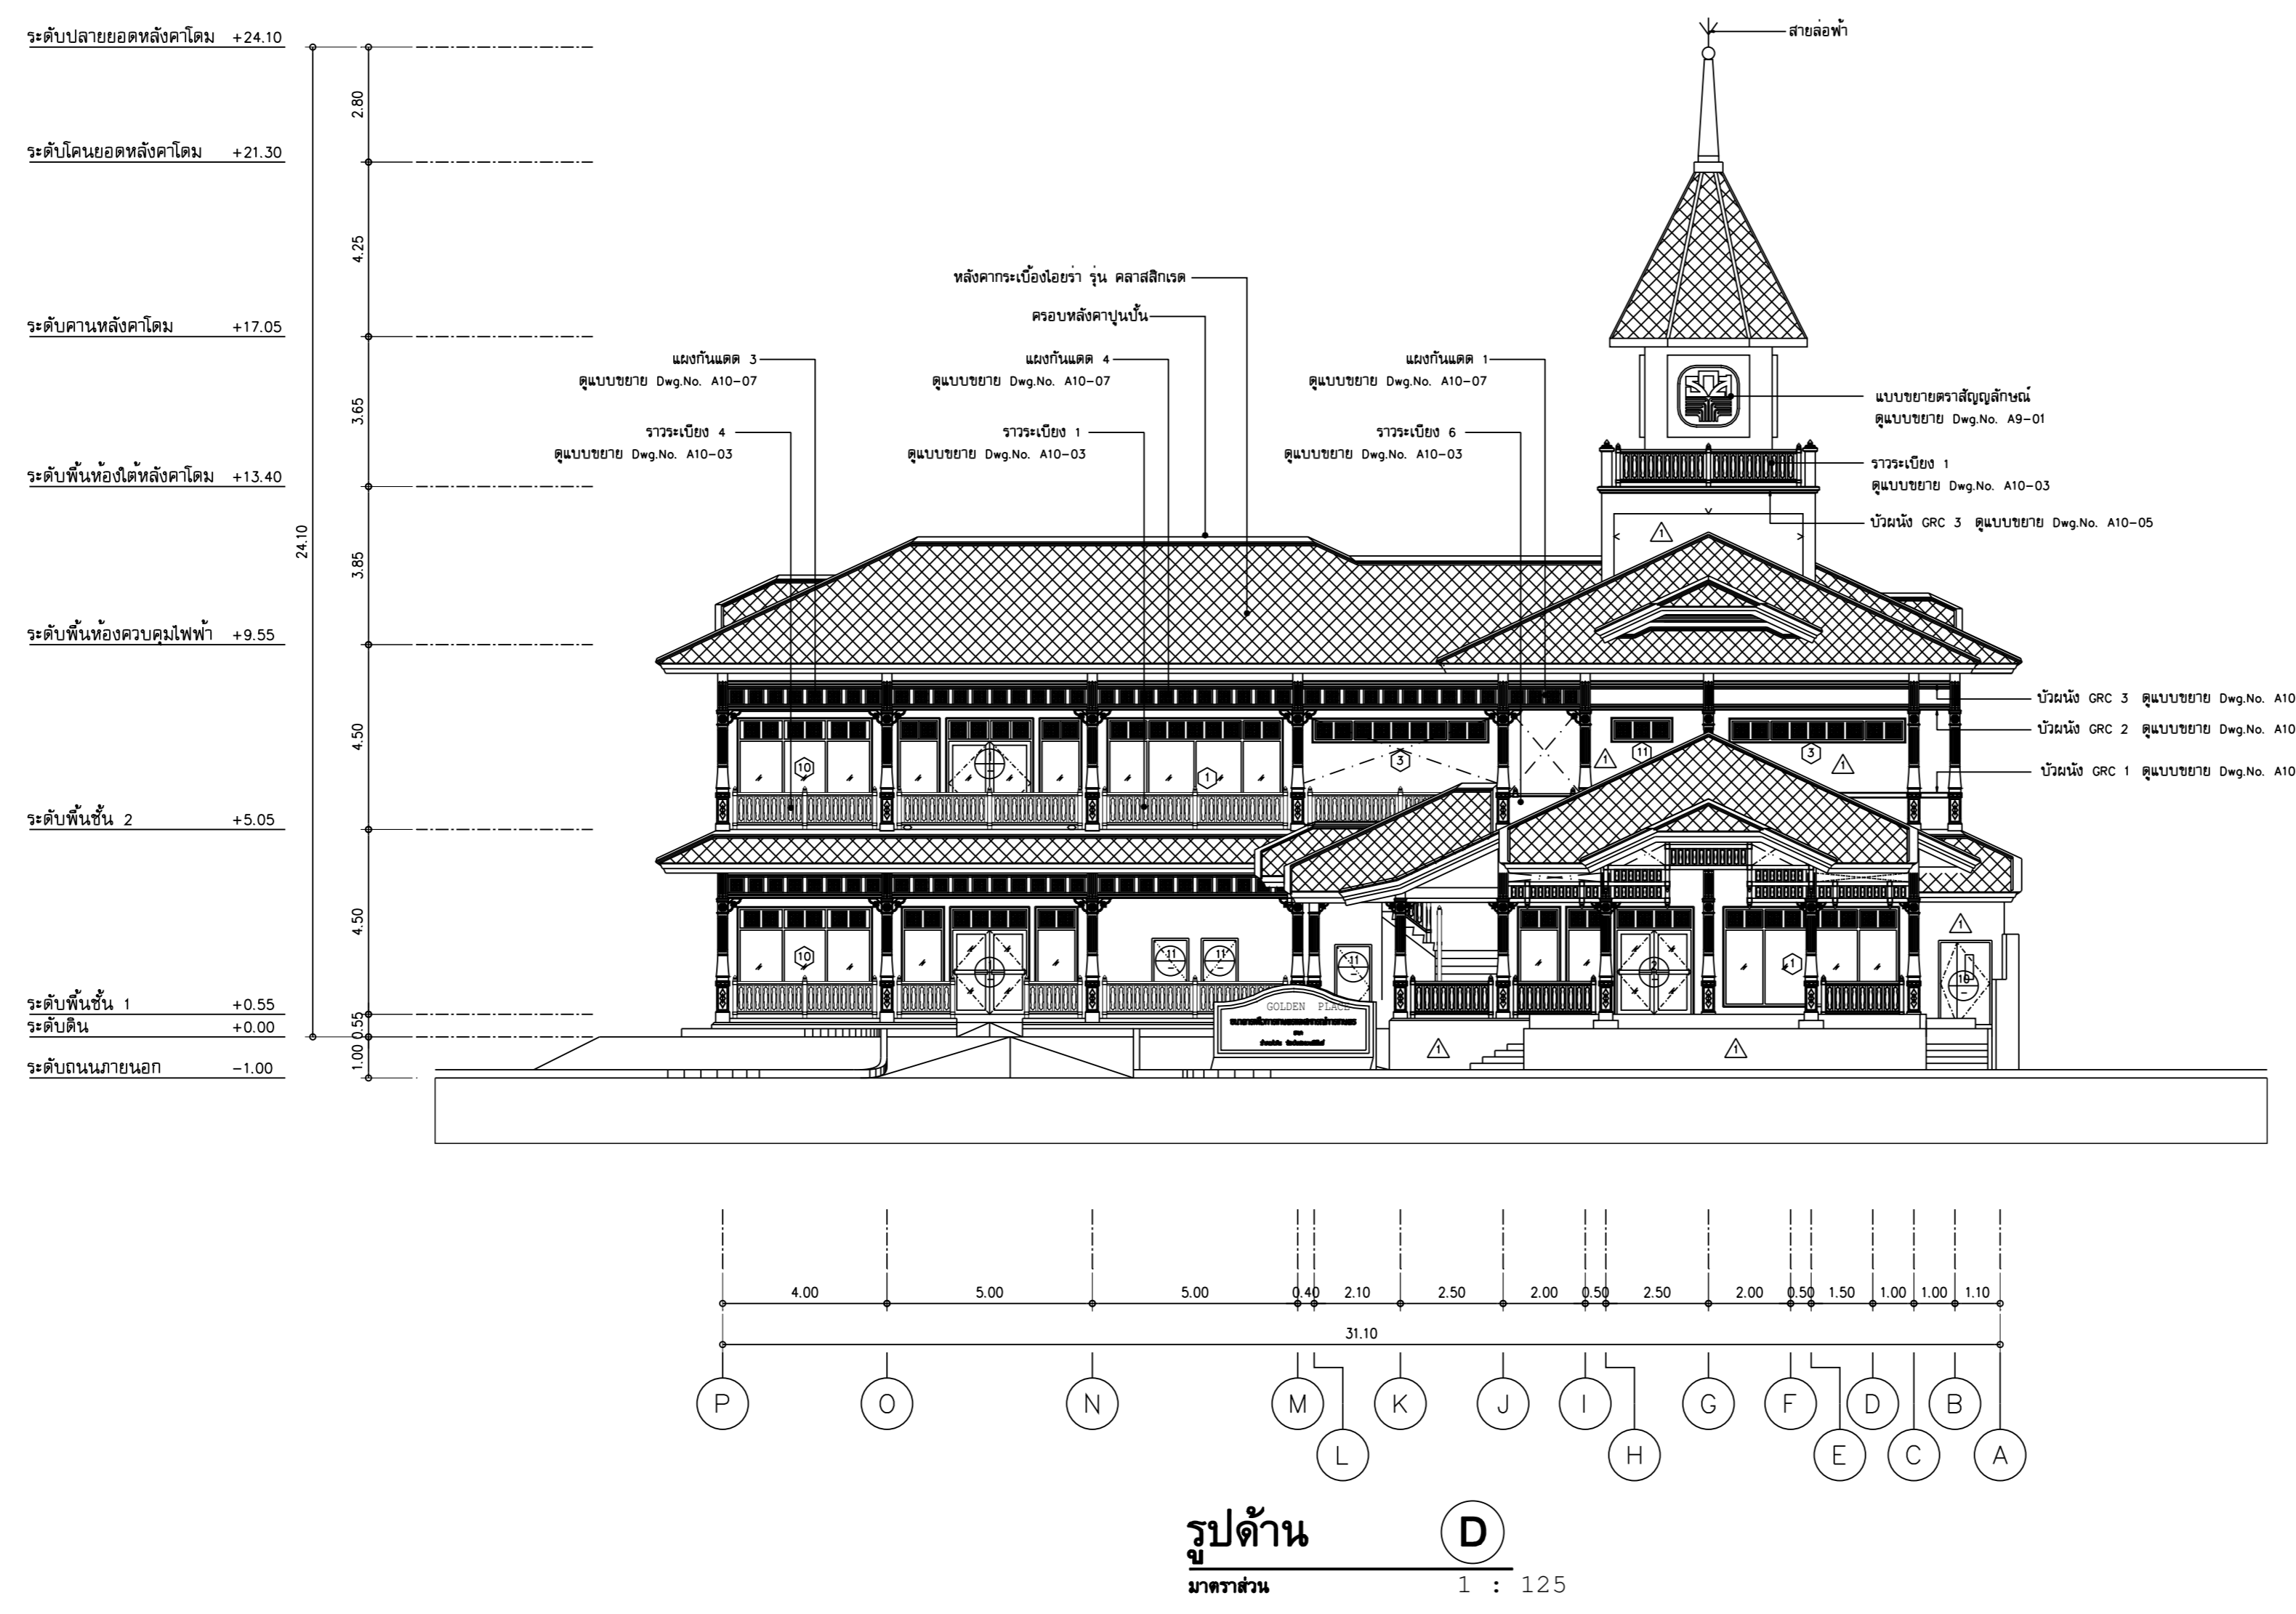 ระดับปลายยอดหลังคาโดม +24.10
ระดับโคนยอดหลังคาโดม +21.30
ระดับคานหลังคาโดม +17.05
ระดับพื้นห้องใต้หลังคาโดม +13.40
ระดับพื้นห้องควบคุมไฟฟ้า +9.55
ระดับพื้นชั้น 2 +5.05
ระดับพื้นชั้น 1 +0.55
ระดับดิน +0.00
ระดับถนนภายนอก -1.00
24.10
2.80
4.25
3.65
3.85
4.50
4.50
0.55
1.00
สายล่อฟ้า
หลังคากระเบื้องไอยร่า รุ่น คลาสสิกเรด
ครอบหลังคาปูนปั้น
แผงกันแดด 3
ดูแบบขยาย Dwg.No. A10-07
แผงกันแดด 4
ดูแบบขยาย Dwg.No. A10-07
แผงกันแดด 1
ดูแบบขยาย Dwg.No. A10-07
ราวระเบียง 4
ดูแบบขยาย Dwg.No. A10-03
ราวระเบียง 1
ดูแบบขยาย Dwg.No. A10-03
ราวระเบียง 6
ดูแบบขยาย Dwg.No. A10-03
แบบขยายตราสัญญลักษณ์
ดูแบบขยาย Dwg.No. A9-01
ราวระเบียง 1
ดูแบบขยาย Dwg.No. A10-03
บัวผนัง GRC 3 ดูแบบขยาย Dwg.No. A10-05
บัวผนัง GRC 3 ดูแบบขยาย Dwg.No. A10
บัวผนัง GRC 2 ดูแบบขยาย Dwg.No. A10
บัวผนัง GRC 1 ดูแบบขยาย Dwg.No. A10
1
10
1
3
1
11
3
1
10
11
11
11
1
1
10
1
1
GOLDEN PLACE
4.00 5.00 5.00 0.40 2.10 2.50 2.00 0.50 2.50 2.00 0.50 1.50 1.00 1.00 1.10
31.10
P O N M K J I G F D B
L H E C A
รูปด้าน D
มาตราส่วน 1 : 125